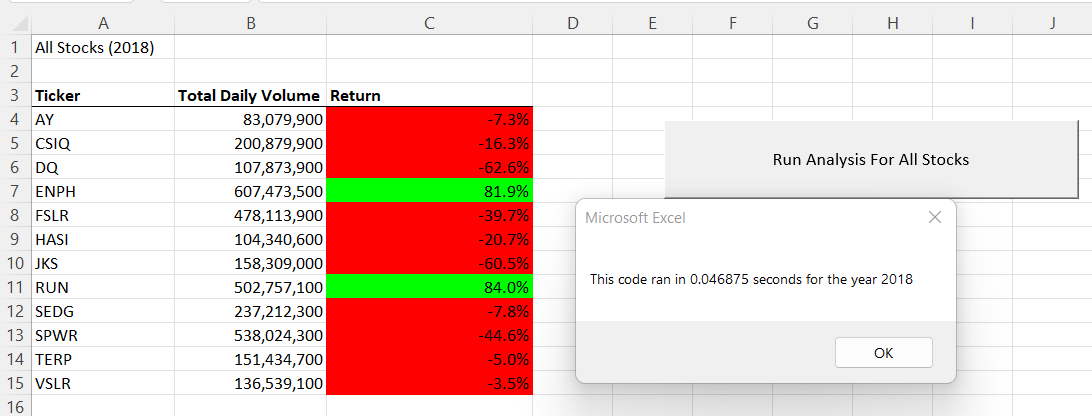 A B C D E F G H I J
1 All Stocks (2018)
2
3 Ticker Total Daily Volume Return
4 AY 83,079,900 -7.3%
5 CSIQ 200,879,900 -16.3%
Run Analysis For All Stocks
6 DQ 107,873,900 -62.6%
7 ENPH 607,473,500 81.9%
8 FSLR 478,113,900 -39.7%
Microsoft Excel
9 HASI 104,340,600 -20.7%
10 JKS 158,309,000 -60.5%
This code ran in 0.046875 seconds for the year 2018
11 RUN 502,757,100 84.0%
12 SEDG 237,212,300 -7.8%
13 SPWR 538,024,300 -44.6%
14 TERP 151,434,700 -5.0%
OK
15 VSLR 136,539,100 -3.5%
16